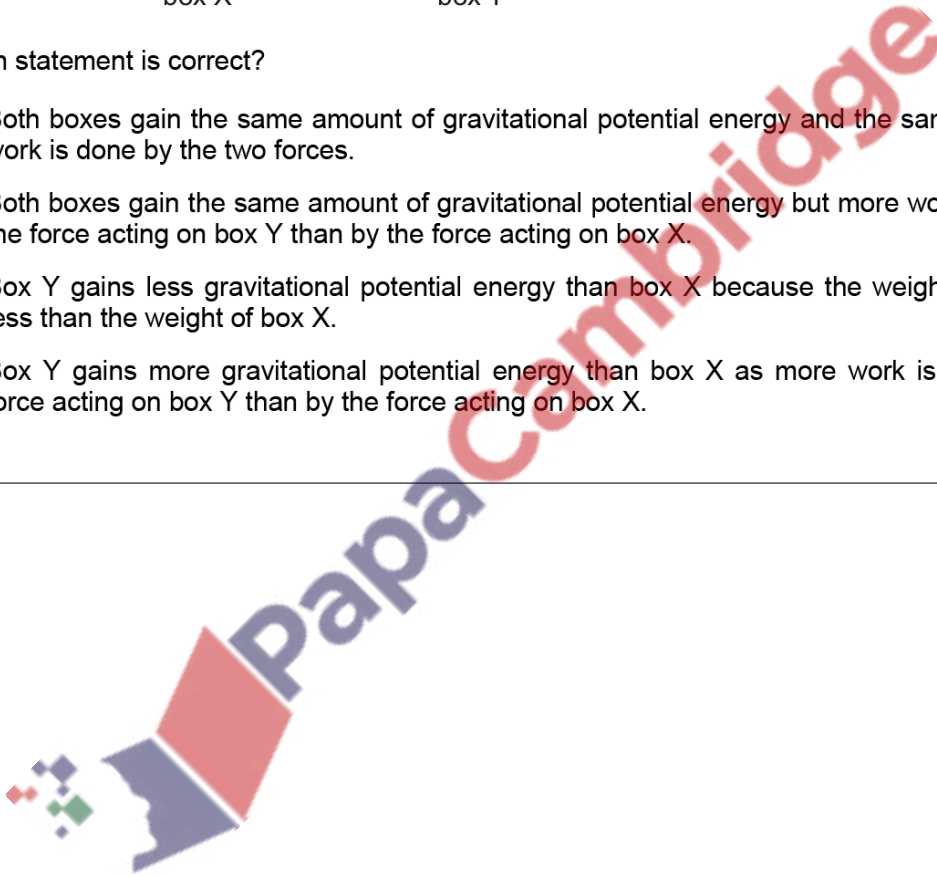 box X box Y
statement is correct?
oth boxes gain the same amount of gravitational potential energy and the
ork is done by the two forces.
oth boxes gain the same amount of gravitational potential energy but more
he force acting on box Y than by the force acting on box X.
ox Y gains less gravitational potential energy than box X because the
ess than the weight of box X.
ox Y gains more gravitational potential energy than box X as more work is
orce acting on box Y than by the force acting on box X.
PapaCambridge